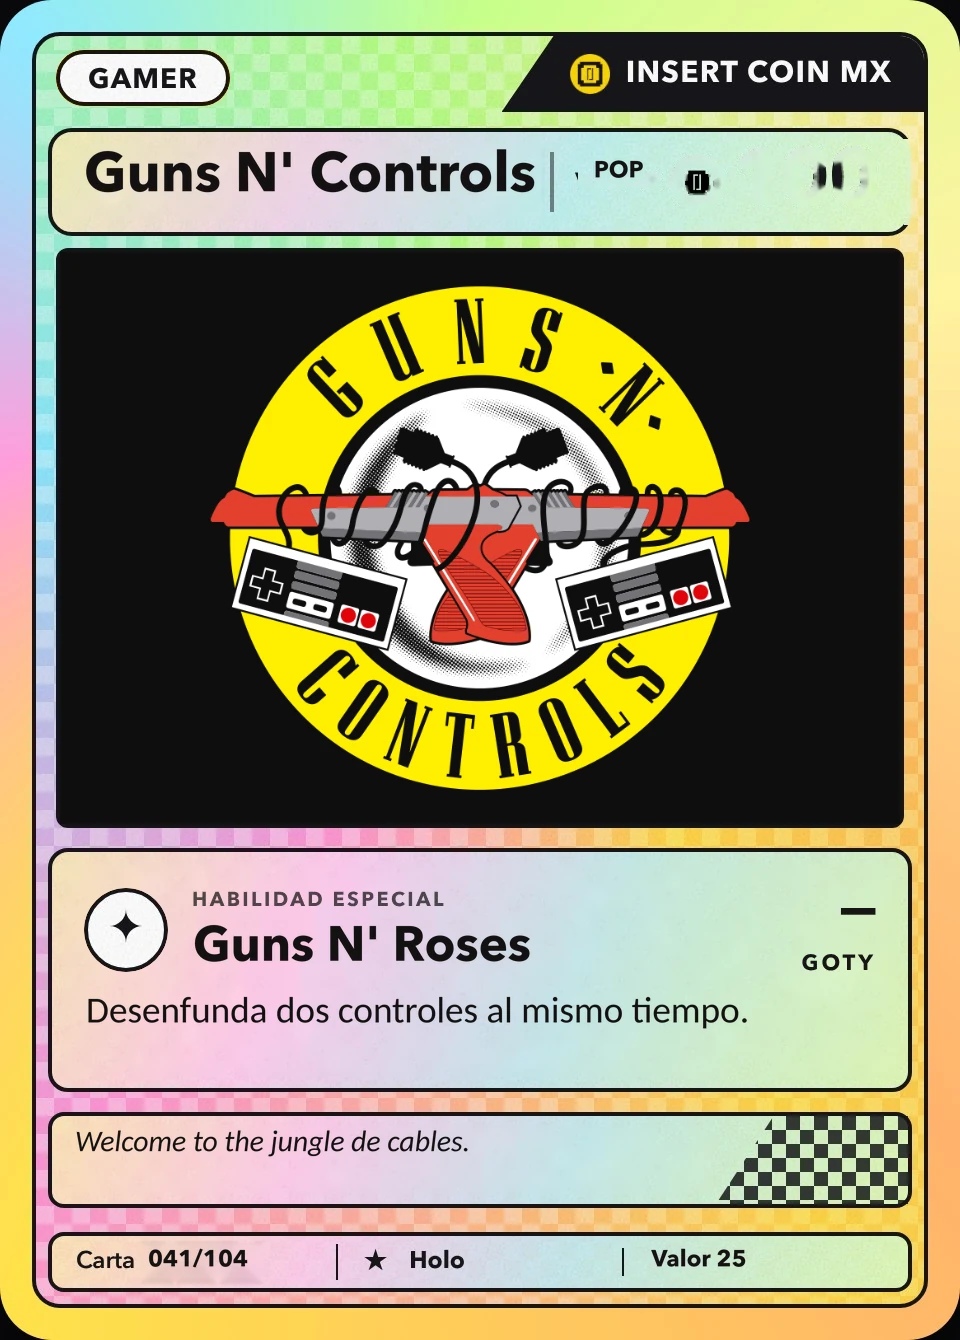 GAMER
INSERT COIN MX
Guns N' Controls
POP
GUNS ·N·
CONTROLS
HABILIDAD ESPECIAL
Guns N' Roses
—
GOTY
Desenfunda dos controles al mismo tiempo.
Welcome to the jungle de cables.
Carta 041/104
★ Holo
Valor 25